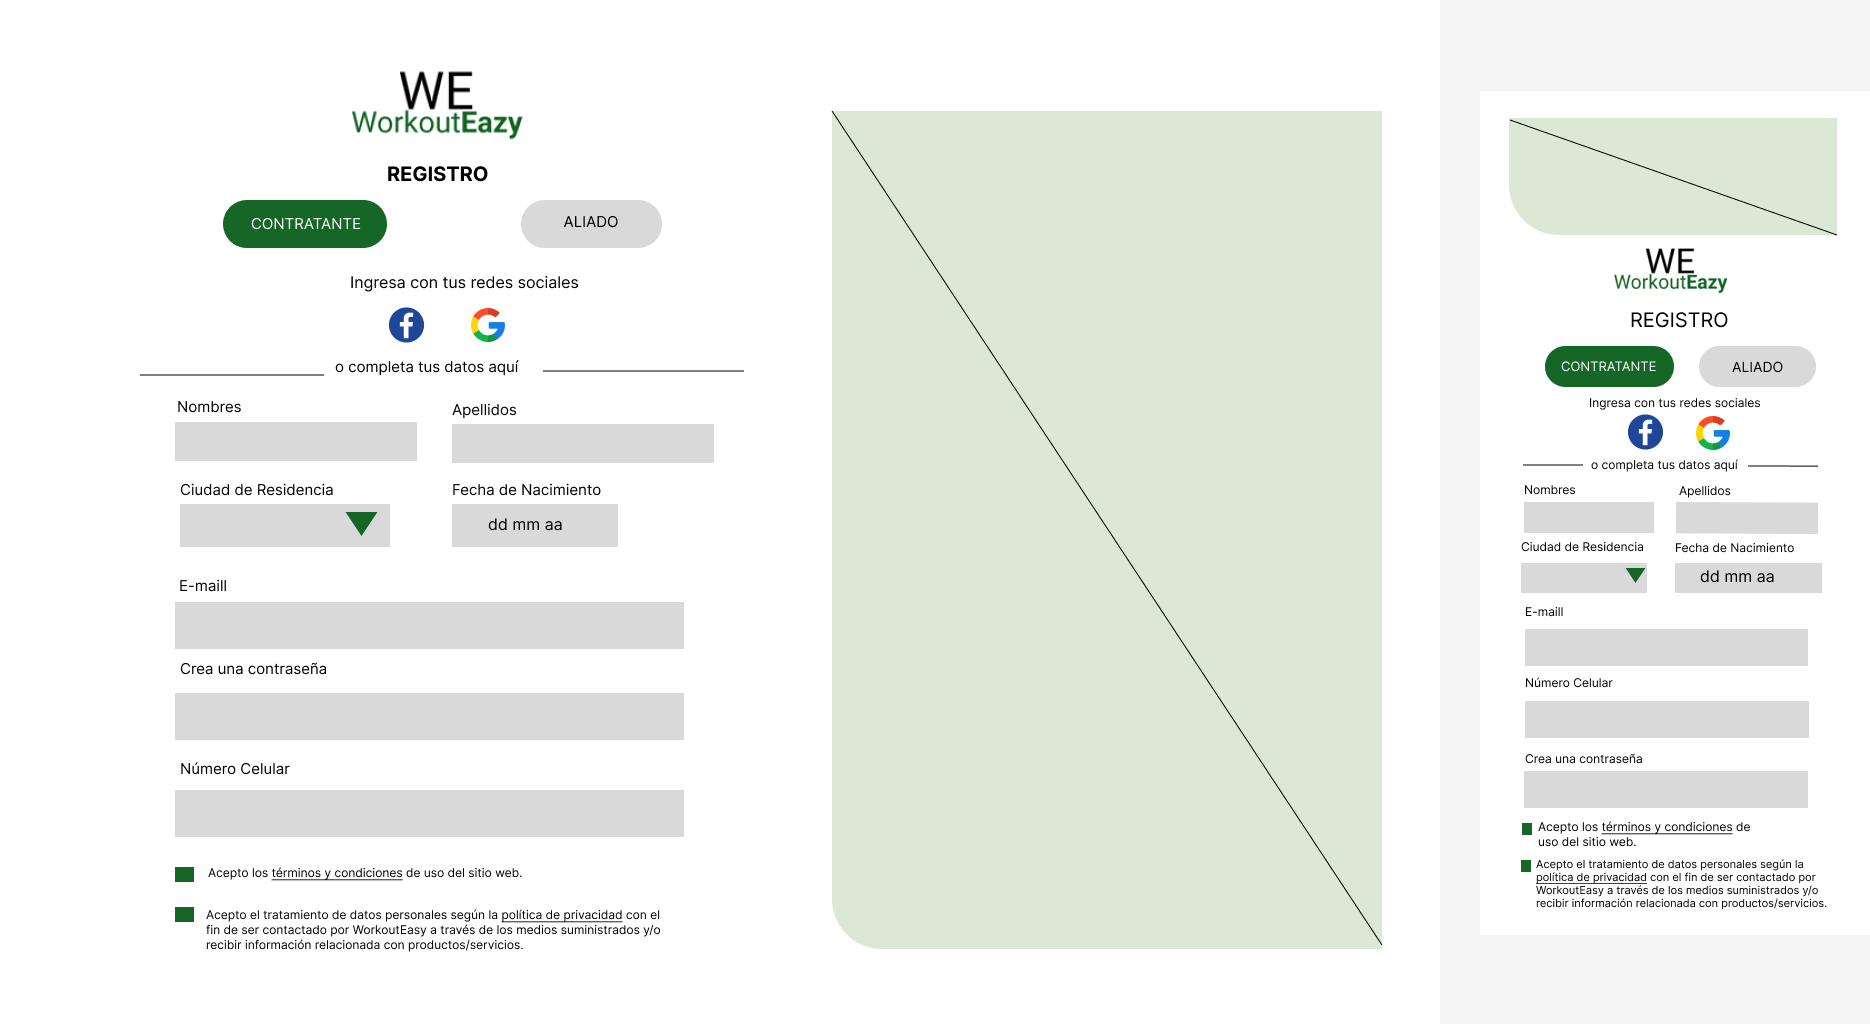 WE
WorkoutEazy
REGISTRO
CONTRATANTE
ALIADO
Ingresa con tus redes sociales
o completa tus datos aquí
Nombres
Apellidos
Ciudad de Residencia
Fecha de Nacimiento
dd mm aa
E-maill
Crea una contraseña
Número Celular
Acepto los términos y condiciones de uso del sitio web.
Acepto el tratamiento de datos personales según la política de privacidad con el
fin de ser contactado por WorkoutEasy a través de los medios suministrados y/o
recibir información relacionada con productos/servicios.
WE
WorkoutEazy
REGISTRO
CONTRATANTE
ALIADO
Ingresa con tus redes sociales
o completa tus datos aquí
Nombres
Apellidos
Ciudad de Residencia
Fecha de Nacimiento
dd mm aa
E-maill
Número Celular
Crea una contraseña
Acepto los términos y condiciones de
uso del sitio web.
Acepto el tratamiento de datos personales según la
política de privacidad con el fin de ser contactado por
WorkoutEasy a través de los medios suministrados y/o
recibir información relacionada con productos/servicios.